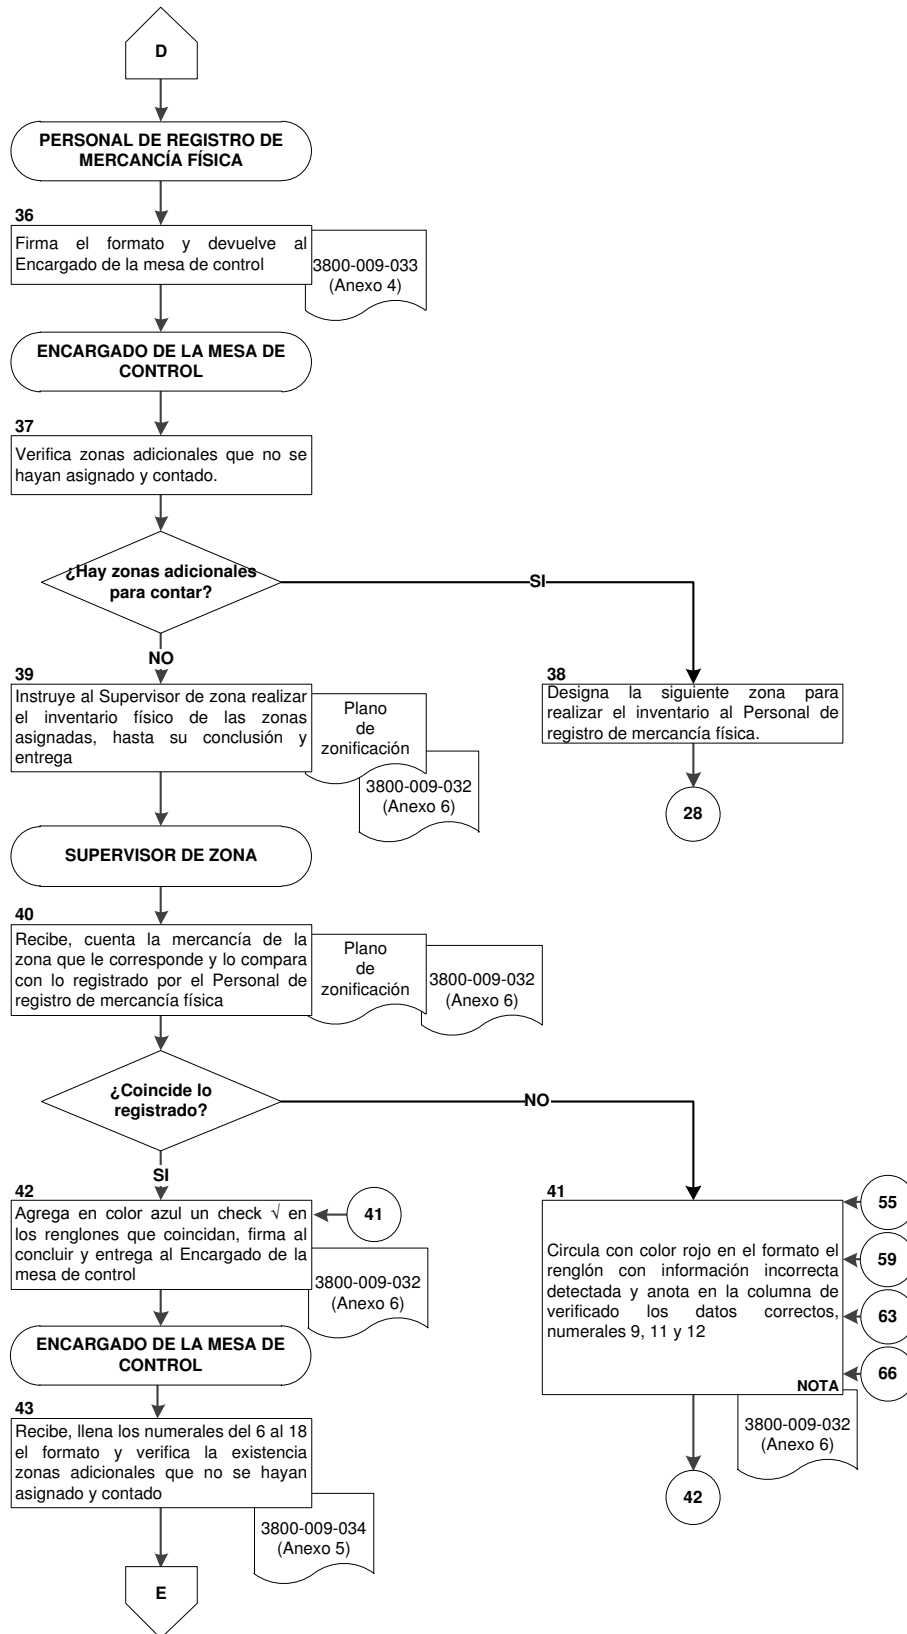 D
PERSONAL DE REGISTRO DE
MERCANCÍA FÍSICA
36
Firma el formato y devuelve al
Encargado de la mesa de control
3800-009-033
(Anexo 4)
ENCARGADO DE LA MESA DE
CONTROL
37
Verifica zonas adicionales que no se
hayan asignado y contado.
¿Hay zonas adicionales
para contar?
SI
NO
39
Instruye al Supervisor de zona realizar
el inventario físico de las zonas
asignadas, hasta su conclusión y
entrega
Plano
de
zonificación
3800-009-032
(Anexo 6)
38
Designa la siguiente zona para
realizar el inventario al Personal de
registro de mercancía física.
28
SUPERVISOR DE ZONA
40
Recibe, cuenta la mercancía de la
zona que le corresponde y lo compara
con lo registrado por el Personal de
registro de mercancía física
Plano
de
zonificación
3800-009-032
(Anexo 6)
¿Coincide lo
registrado?
NO
SI
42
Agrega en color azul un check √ en
los renglones que coincidan, firma al
concluir y entrega al Encargado de la
mesa de control
41
3800-009-032
(Anexo 6)
41
Circula con color rojo en el formato el
renglón con información incorrecta
detectada y anota en la columna de
verificado los datos correctos,
numerales 9, 11 y 12
NOTA
55
59
63
66
3800-009-032
(Anexo 6)
42
ENCARGADO DE LA MESA DE
CONTROL
43
Recibe, llena los numerales del 6 al 18
el formato y verifica la existencia
zonas adicionales que no se hayan
asignado y contado
3800-009-034
(Anexo 5)
E